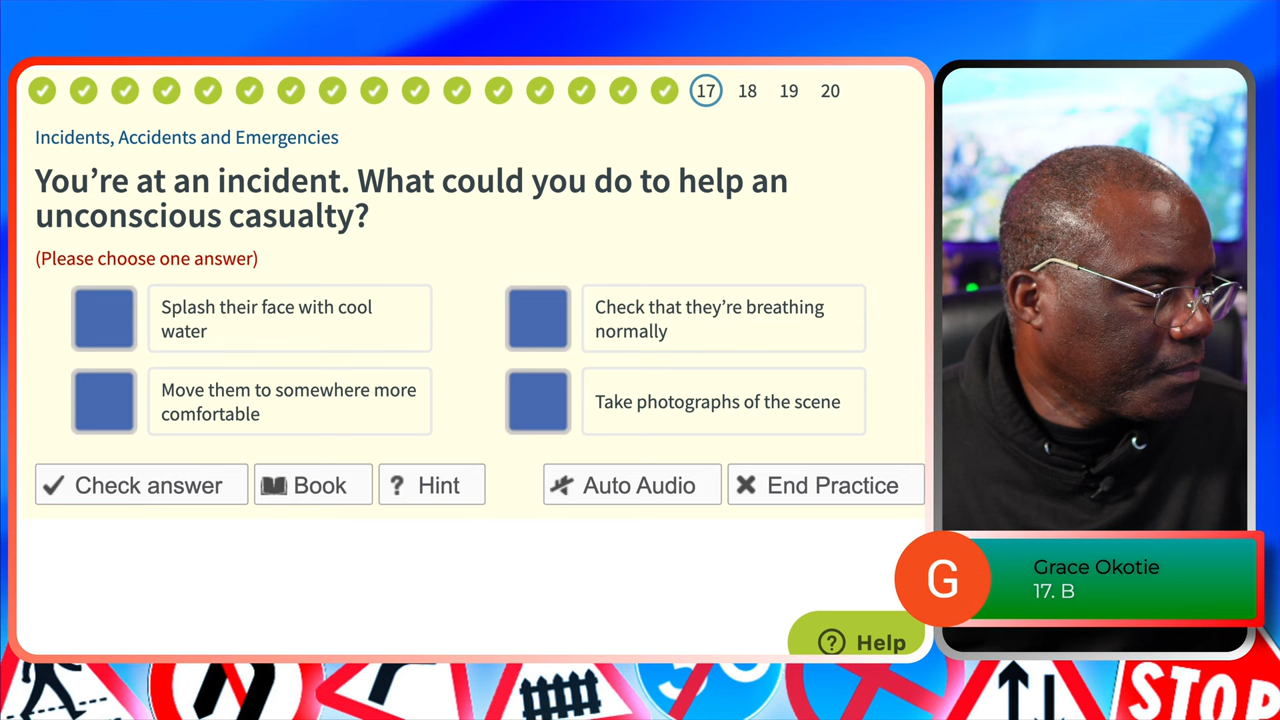 17 18 19 20
Incidents, Accidents and Emergencies
You’re at an incident. What could you do to help an
unconscious casualty?
(Please choose one answer)
Splash their face with cool
water
Check that they’re breathing
normally
Move them to somewhere more
comfortable
Take photographs of the scene
Check answer
Book
? Hint
Auto Audio
End Practice
G
Grace Okotie
17. B
? Help
STOP